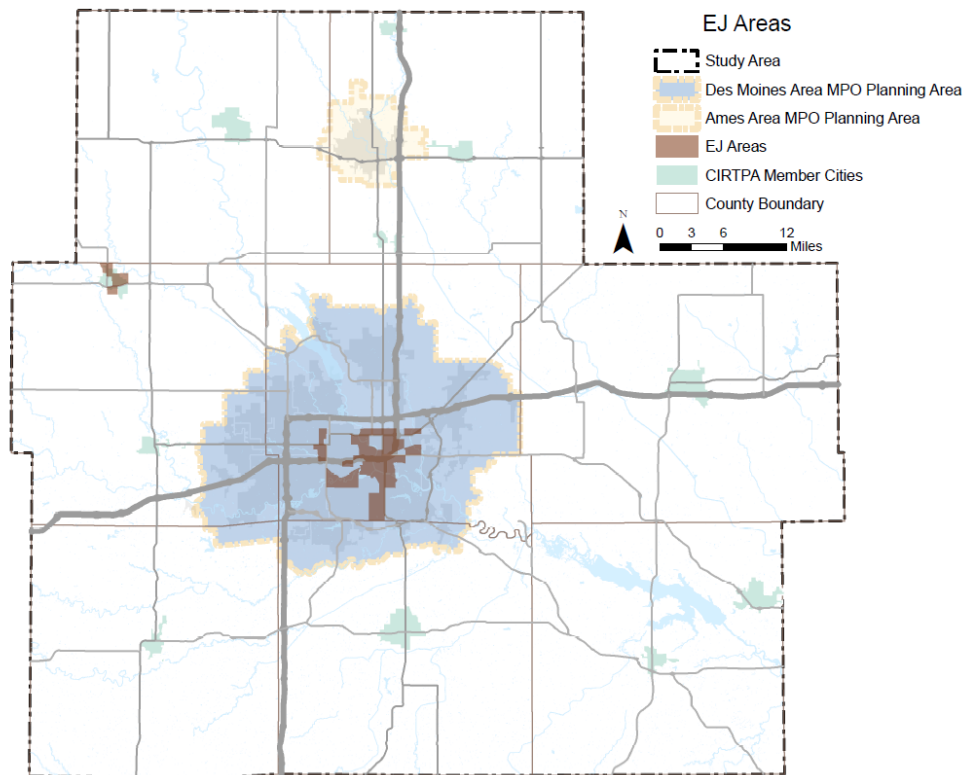 EJ Areas
Study Area
Des Moines Area MPO Planning Area
Ames Area MPO Planning Area
EJ Areas
CIRTPA Member Cities
County Boundary
N
0 3 6 12
Miles